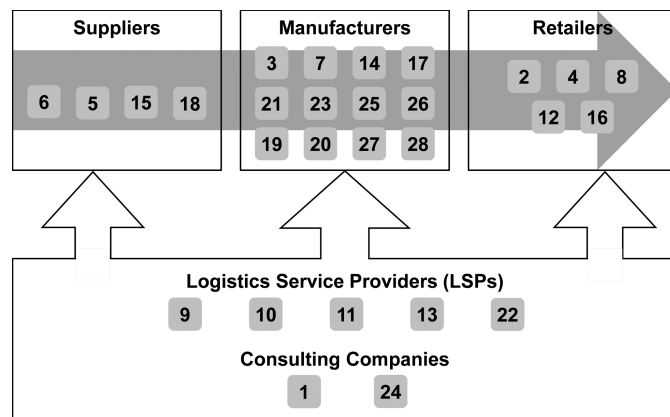 Suppliers
6 5 15 18
Manufacturers
3 7 14 17
21 23 25 26
19 20 27 28
Retailers
2 4 8
12 16
Logistics Service Providers (LSPs)
9 10 11 13 22
Consulting Companies
1 24